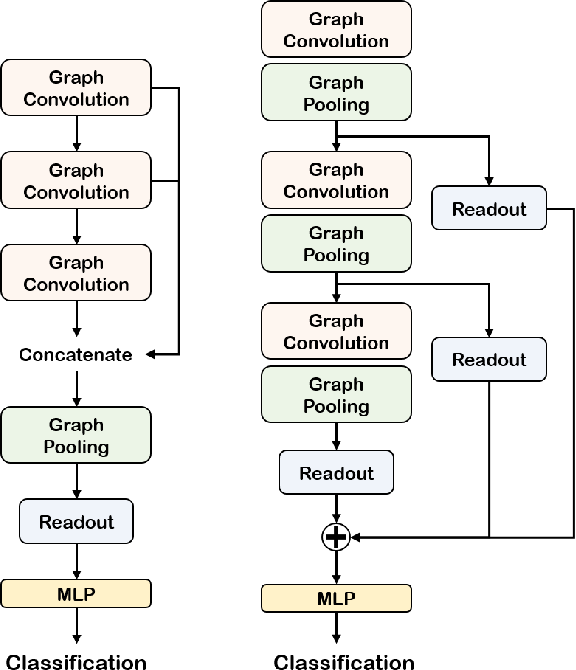 Graph
Convolution
Graph
Convolution
Graph
Convolution
Concatenate
Graph
Pooling
Readout
MLP
Classification
Graph
Convolution
Graph
Pooling
Graph
Convolution
Readout
Graph
Pooling
Graph
Convolution
Readout
Graph
Pooling
Readout
MLP
Classification